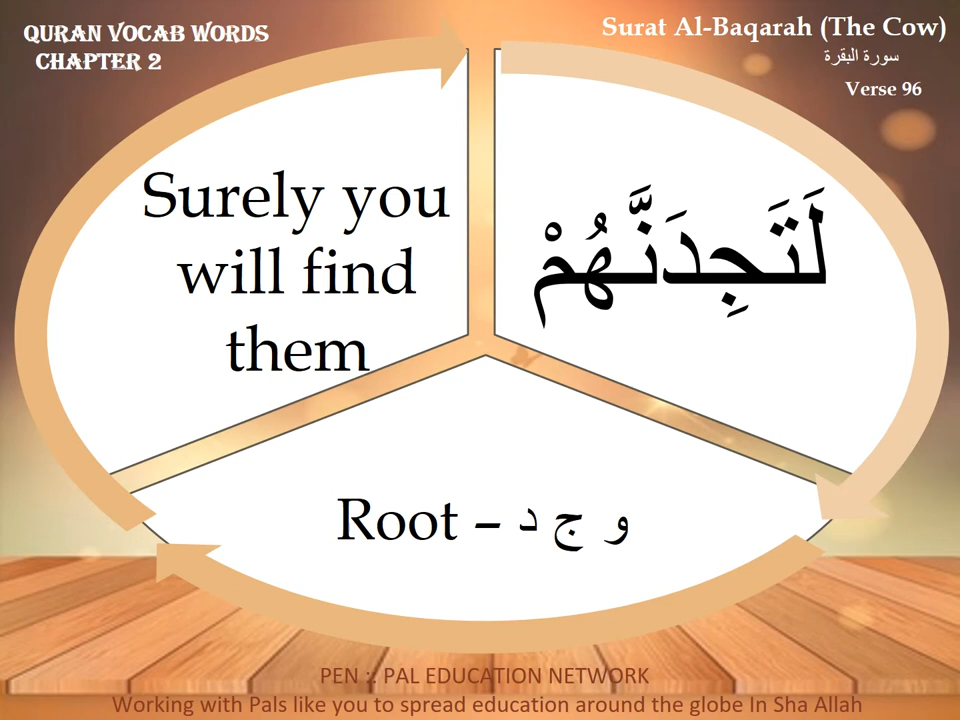 QURAN VOCAB WORDS
CHAPTER 2
Surat Al-Baqarah (The Cow)
سورة البقرة
Verse 96
Surely you
will find
them
لَتَجِدَنَّهُمْ
Root – و ج د
PEN :: PAL EDUCATION NETWORK
Working with Pals like you to spread education around the globe In Sha Allah